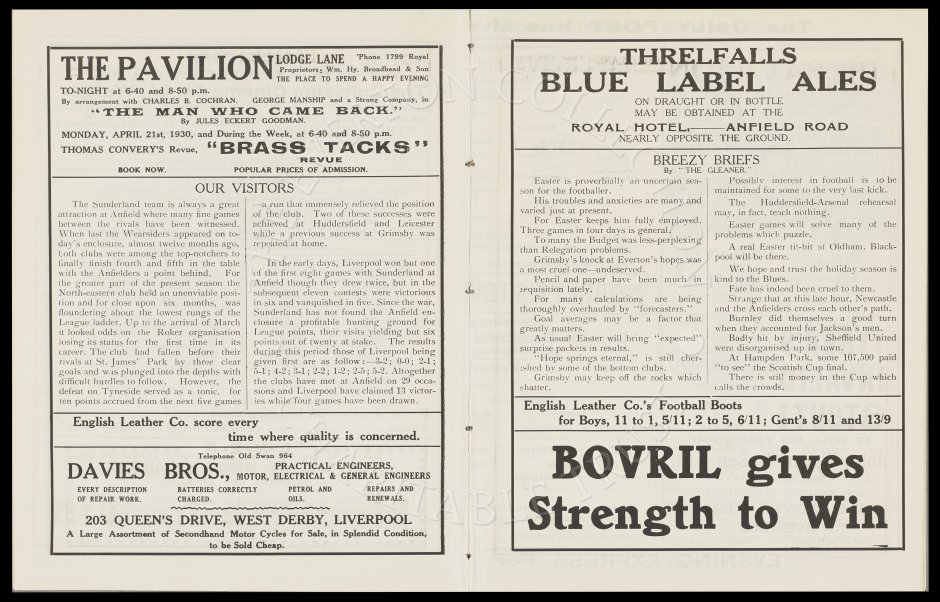 THE PAVILION
LODGE LANE 'Phone 1799 Royal
Proprietors; Wm. Hy. Broadhead & Son
THE PLACE TO SPEND A HAPPY EVENING
TO-NIGHT at 6-40 and 8-50 p.m.
By arrangement with CHARLES B. COCHRAN. GEORGE MANSHIP and a Strong Company, in
"THE MAN WHO CAME BACK."
By JULES ECKERT GOODMAN.
MONDAY, APRIL 21st, 1930, and During the Week, at 6-40 and 8-50 p.m.
THOMAS CONVERY'S Revue, "BRASS TACKS"
REVUE
BOOK NOW. POPULAR PRICES OF ADMISSION.
OUR VISITORS
The Sunderland team is always a great
attraction at Anfield where many fine games
between the rivals have been witnessed.
When last the Wearsiders appeared on to-
day's enclosure, almost twelve months ago,
both clubs were among the top-notchers to
finally finish fourth and fifth in the table
with the Anfielders a point behind. For
the greater part of the present season the
North-eastern club held an unenviable posi-
tion and for close upon six months, was
floundering about the lowest rungs of the
League ladder. Up to the arrival of March
it looked odds on the Roker organisation
losing its status for the first time in its
career. The club had fallen before their
rivals at St. James' Park by three clear
goals and was plunged into the depths with
difficult hurdles to follow. However, the
defeat on Tyneside served as a tonic, for
ten points accrued from the next five games
—a run that immensely relieved the position
of the club. Two of these successes were
achieved at Huddersfield and Leicester
while a previous success at Grimsby was
repeated at home.
In the early days, Liverpool won but one
of the first eight games with Sunderland at
Anfield though they drew twice, but in the
subsequent eleven contests were victorious
in six and vanquished in five. Since the war,
Sunderland has not found the Anfield en-
closure a profitable hunting ground for
League points, their visits yielding but six
points out of twenty at stake. The results
during this period those of Liverpool being
given first are as follow :—3-2; 0-0; 2-1;
5-1; 4-2; 3-1; 2-2; 1-2; 2-5; 5-2. Altogether
the clubs have met at Anfield on 29 occa-
sions and Liverpool have claimed 13 victor-
ies while four games have been drawn.
English Leather Co. score every
time where quality is concerned.
Telephone Old Swan 964
DAVIES BROS., PRACTICAL ENGINEERS,
MOTOR, ELECTRICAL & GENERAL ENGINEERS
EVERY DESCRIPTION OF REPAIR WORK.
BATTERIES CORRECTLY CHARGED.
PETROL AND OILS.
REPAIRS AND RENEWALS.
203 QUEEN'S DRIVE, WEST DERBY, LIVERPOOL
A Large Assortment of Secondhand Motor Cycles for Sale, in Splendid Condition,
to be Sold Cheap.
THRELFALLS
BLUE LABEL ALES
ON DRAUGHT OR IN BOTTLE
MAY BE OBTAINED AT THE
ROYAL HOTEL,——ANFIELD ROAD
NEARLY OPPOSITE THE GROUND.
BREEZY BRIEFS
By "THE GLEANER."
Easter is proverbially an uncertain sea-
son for the footballer.
His troubles and anxieties are many and
varied just at present.
For Easter keeps him fully employed.
Three games in four days is general.
To many the Budget was less-perplexing
than Relegation problems.
Grimsby's knock at Everton's hopes was
a most cruel one—undeserved.
Pencil and paper have been much in
requisition lately.
For many calculations are being
thoroughly overhauled by "forecasters."
Goal averages may be a factor that
greatly matters.
As usual Easter will bring "expected"
surprise packets in results.
"Hope springs eternal," is still cher-
ished by some of the bottom clubs.
Grimsby may keep off the rocks which
shatter.
Possibly interest in football is to be
maintained for some to the very last kick.
The Huddersfield-Arsenal rehearsal
may, in fact, teach nothing.
Easter games will solve many of the
problems which puzzle.
A real Easter tit-bit at Oldham. Black-
pool will be there.
We hope and trust the holiday season is
kind to the Blues.
Fate has indeed been cruel to them.
Strange that at this late hour, Newcastle
and the Anfielders cross each other's path.
Burnley did themselves a good turn
when they accounted for Jackson's men.
Badly hit by injury, Sheffield United
were disorganised up in town.
At Hampden Park, some 107,500 paid
"to see" the Scottish Cup final.
There is still money in the Cup which
calls the crowds.
English Leather Co.'s Football Boots
for Boys, 11 to 1, 5/11; 2 to 5, 6/11; Gent's 8/11 and 13/9
BOVRIL gives
Strength to Win